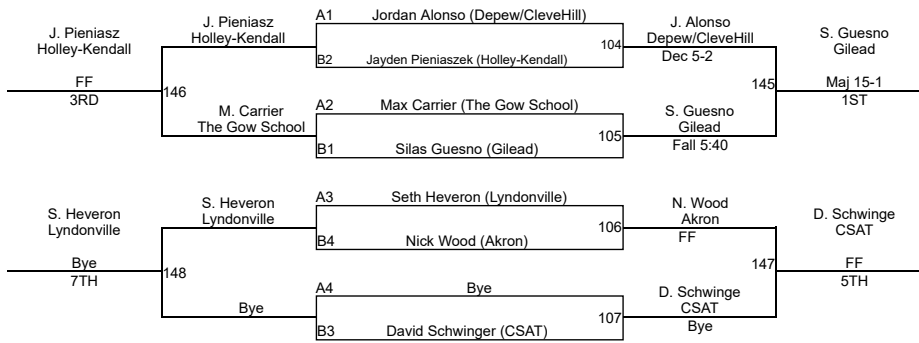 J. Pieniasz
Holley-Kendall
FF
3RD
146
J. Pieniasz
Holley-Kendall
M. Carrier
The Gow School
A1
Jordan Alonso (Depew/CleveHill)
104
B2
Jayden Pieniaszek (Holley-Kendall)
A2
Max Carrier (The Gow School)
105
B1
Silas Guesno (Gilead)
J. Alonso
Depew/CleveHill
Dec 5-2
145
S. Guesno
Gilead
Fall 5:40
S. Guesno
Gilead
Maj 15-1
1ST
S. Heveron
Lyndonville
Bye
7TH
148
S. Heveron
Lyndonville
Bye
A3
Seth Heveron (Lyndonville)
106
B4
Nick Wood (Akron)
A4
Bye
107
B3
David Schwinger (CSAT)
N. Wood
Akron
FF
147
D. Schwinge
CSAT
Bye
D. Schwinge
CSAT
FF
5TH